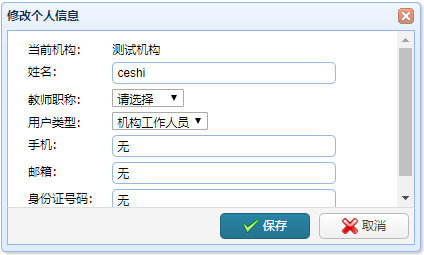 修改个人信息
当前机构： 测试机构
姓名： ceshi
教师职称： 请选择
用户类型： 机构工作人员
手机： 无
邮箱： 无
身份证号码： 无
保存 取消